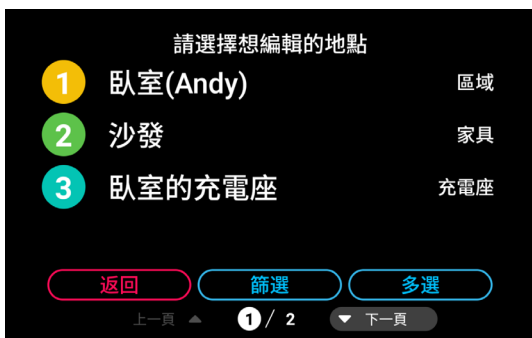 請選擇想編輯的地點
1 臥室(Andy) 區域
2 沙發 家具
3 臥室的充電座 充電座
返回 篩選 多選
上一頁 ▲ 1 / 2 ▼ 下一頁